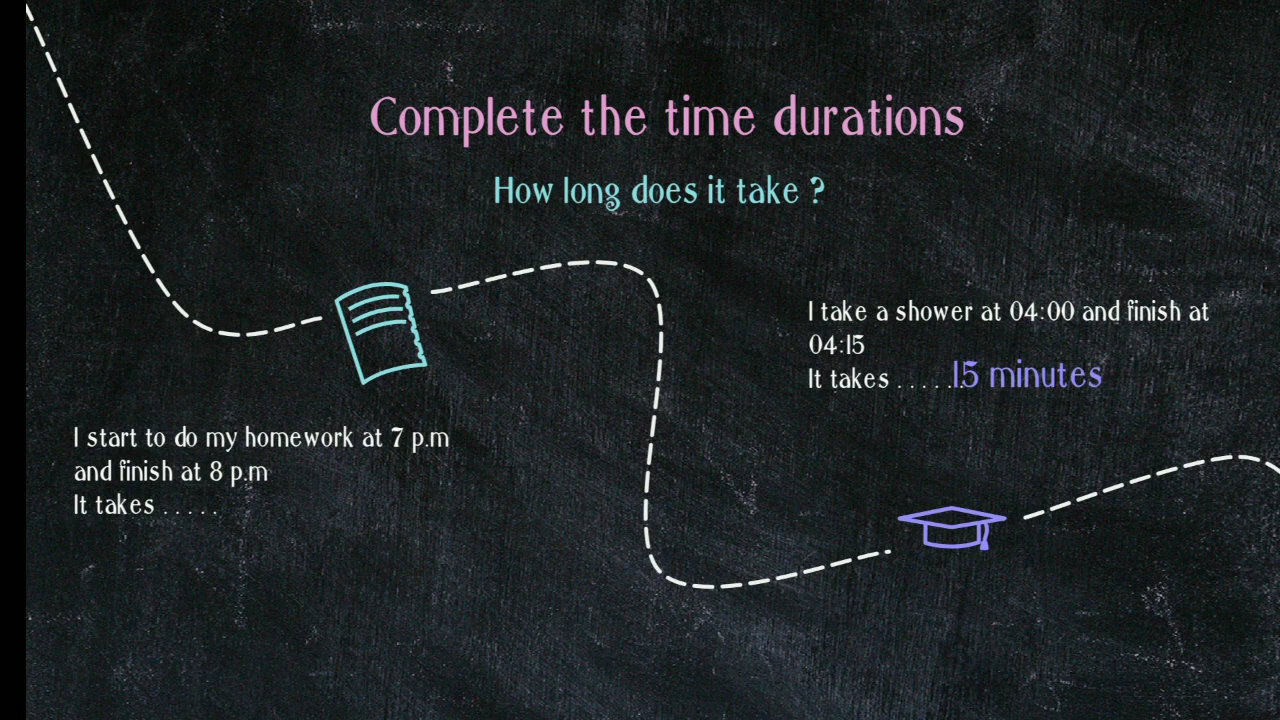 Complete the time durations
How long does it take ?
I take a shower at 04:00 and finish at
04:15
It takes . . . . . .15 minutes
I start to do my homework at 7 p.m
and finish at 8 p.m
It takes . . . . .